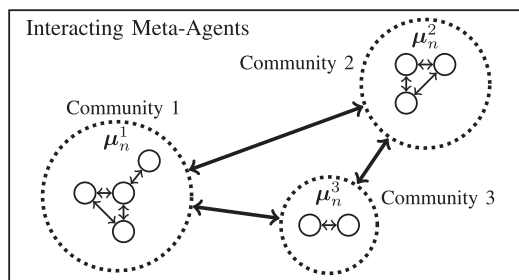 Interacting Meta-Agents
μ_n^2
Community 2
Community 1
μ_n^1
μ_n^3
Community 3